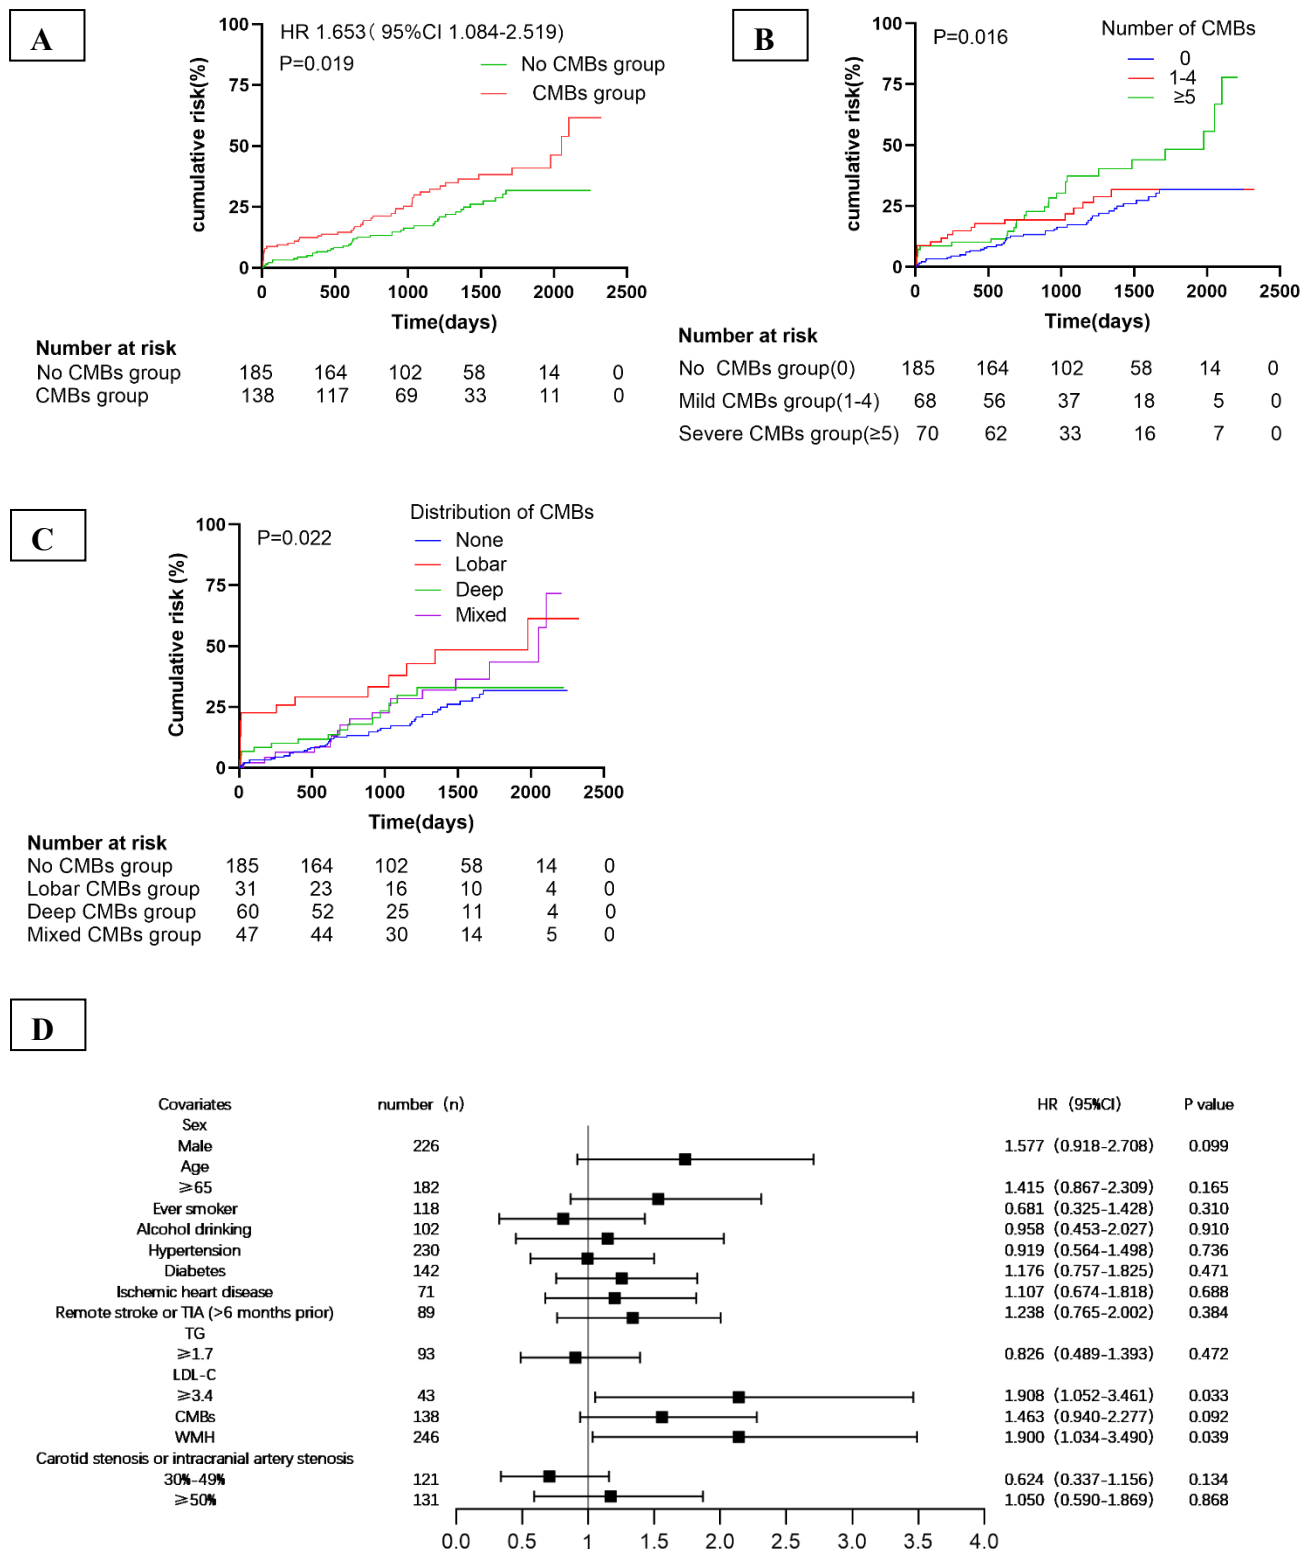 A
HR 1.653( 95%CI 1.084-2.519)
P=0.019
No CMBs group
CMBs group
cumulative risk(%)
100
75
50
25
0
0 500 1000 1500 2000 2500
Time(days)
Number at risk
No CMBs group 185 164 102 58 14 0
CMBs group 138 117 69 33 11 0
B
P=0.016
Number of CMBs
0
1-4
≥5
cumulative risk(%)
100
75
50
25
0
0 500 1000 1500 2000 2500
Time(days)
Number at risk
No CMBs group(0) 185 164 102 58 14 0
Mild CMBs group(1-4) 68 56 37 18 5 0
Severe CMBs group(≥5) 70 62 33 16 7 0
C
P=0.022
Distribution of CMBs
None
Lobar
Deep
Mixed
Cumulative risk (%)
100
75
50
25
0
0 500 1000 1500 2000 2500
Time(days)
Number at risk
No CMBs group 185 164 102 58 14 0
Lobar CMBs group 31 23 16 10 4 0
Deep CMBs group 60 52 25 11 4 0
Mixed CMBs group 47 44 30 14 5 0
D
Covariates number (n) HR (95%CI) P value
Sex
Male 226 1.577 (0.918-2.708) 0.099
Age
≥65 182 1.415 (0.867-2.309) 0.165
Ever smoker 118 0.681 (0.325-1.428) 0.310
Alcohol drinking 102 0.958 (0.453-2.027) 0.910
Hypertension 230 0.919 (0.564-1.498) 0.736
Diabetes 142 1.176 (0.757-1.825) 0.471
Ischemic heart disease 71 1.107 (0.674-1.818) 0.688
Remote stroke or TIA (>6 months prior) 89 1.238 (0.765-2.002) 0.384
TG
≥1.7 93 0.826 (0.489-1.393) 0.472
LDL-C
≥3.4 43 1.908 (1.052-3.461) 0.033
CMBs 138 1.463 (0.940-2.277) 0.092
WMH 246 1.900 (1.034-3.490) 0.039
Carotid stenosis or intracranial artery stenosis
30%-49% 121 0.624 (0.337-1.156) 0.134
≥50% 131 1.050 (0.590-1.869) 0.868
0.0 0.5 1 1.5 2.0 2.5 3.0 3.5 4.0